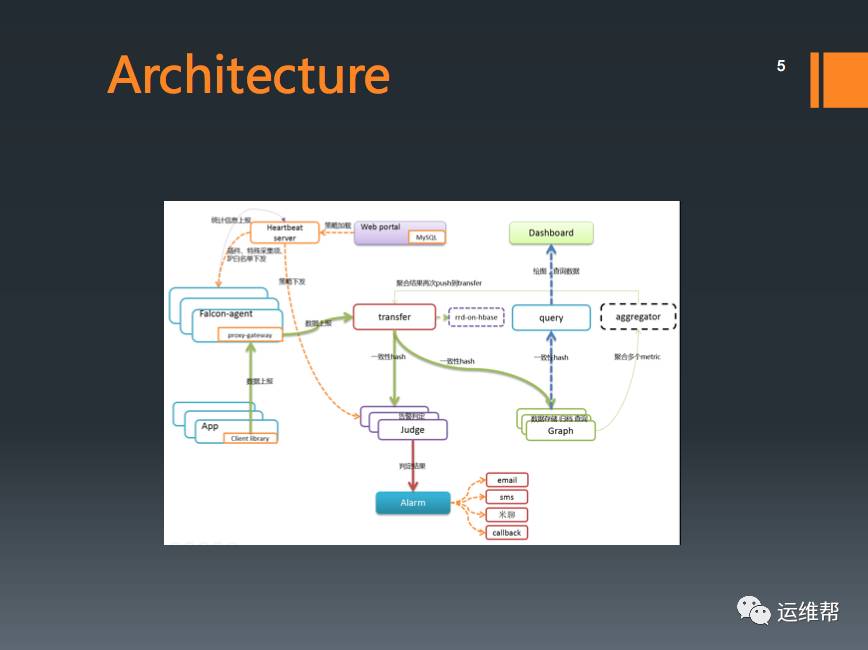 Architecture
5
统计信息上报
Heartbeat
server
策略加载
Web portal
MySQL
Dashboard
插件、特殊采集项、
IP白名单下发
策略下发
绘图、查询数据
聚合结果再次push到transfer
Falcon-agent
proxy-gateway
数据上报
transfer
rrd-on-hbase
query
aggregator
一致性hash
一致性hash
一致性hash
聚合多个metric
数据上报
App
Client library
告警判定
Judge
数据存储 归档 查询
Graph
判定结果
Alarm
email
sms
米聊
callback
运维帮